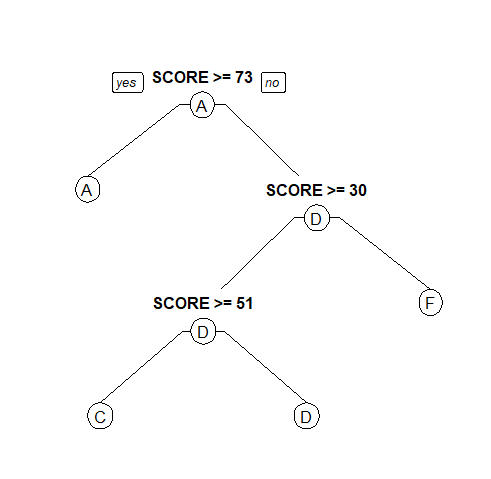 yes SCORE >= 73 no
A
A
SCORE >= 30
D
F
SCORE >= 51
D
C
D